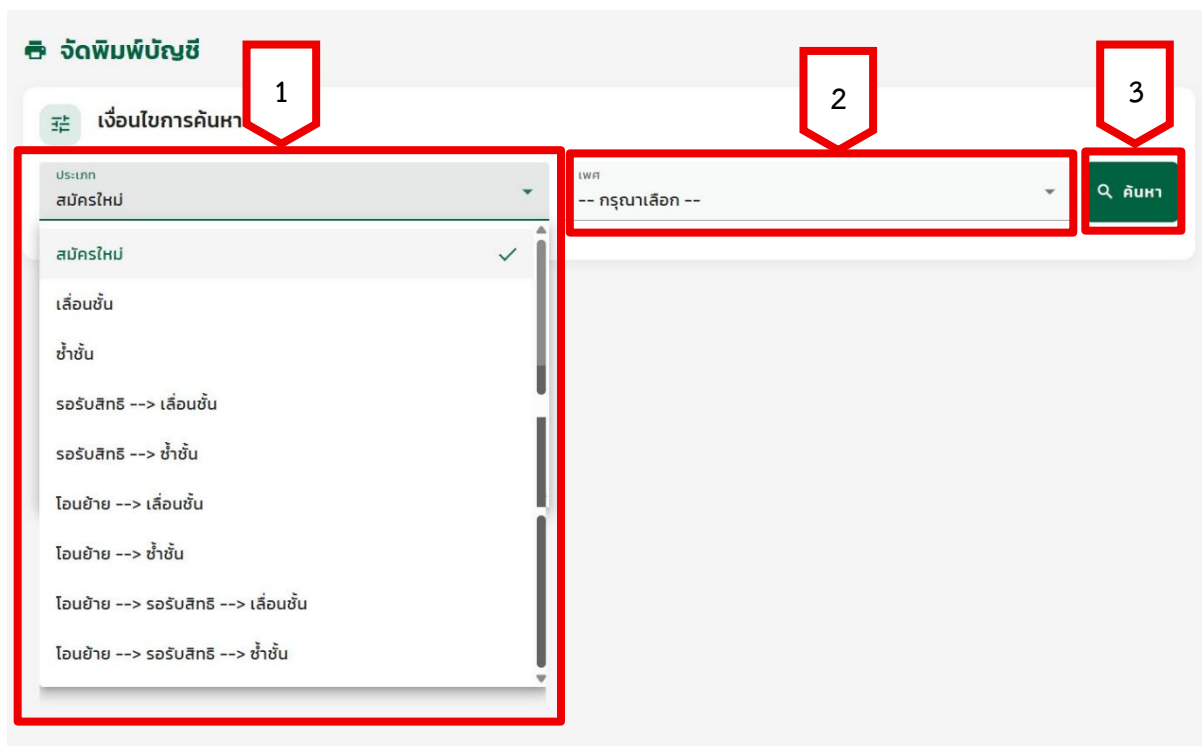 จัดพิมพ์บัญชี
1
2
3
เงื่อนไขการค้นหา
ประเภท
สมัครใหม่
เพศ
-- กรุณาเลือก --
ค้นหา
สมัครใหม่
เลื่อนชั้น
ซ้ำชั้น
รอรับสิทธิ --> เลื่อนชั้น
รอรับสิทธิ --> ซ้ำชั้น
โอนย้าย --> เลื่อนชั้น
โอนย้าย --> ซ้ำชั้น
โอนย้าย --> รอรับสิทธิ --> เลื่อนชั้น
โอนย้าย --> รอรับสิทธิ --> ซ้ำชั้น